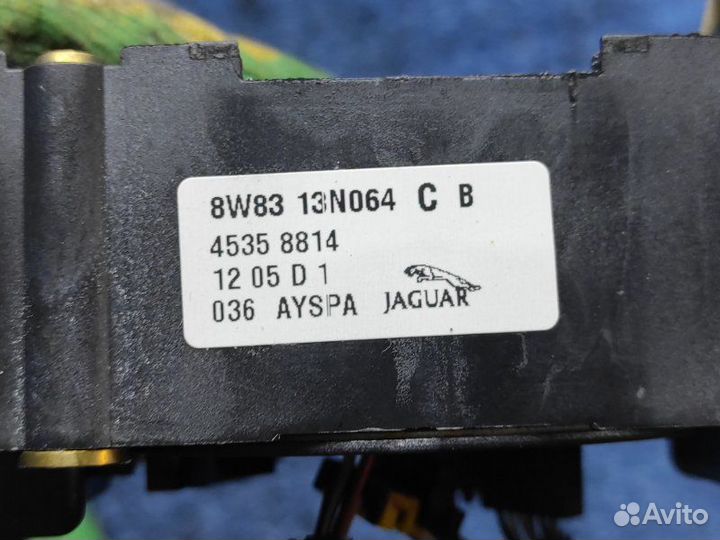 8W83 13N064 C B
4535 8814
12 05 D 1
036 AYSPA JAGUAR
Avito